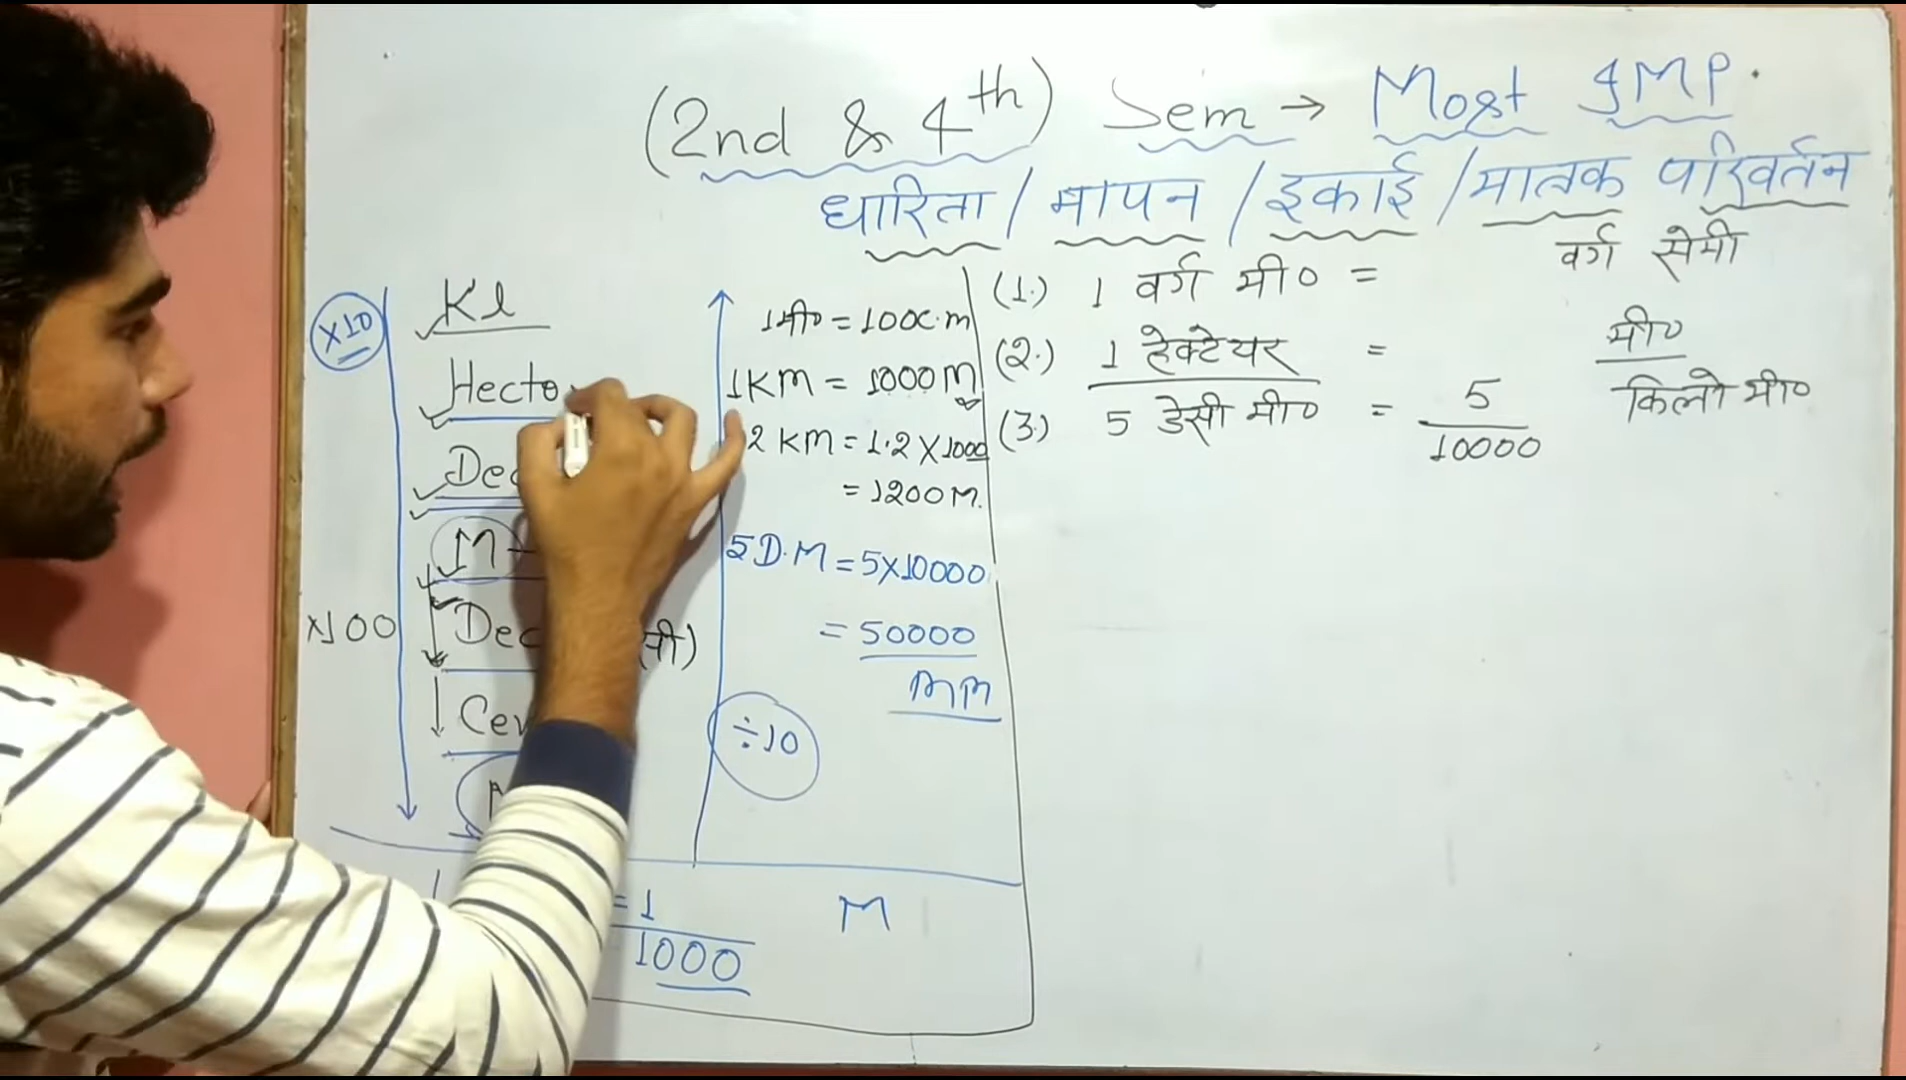 (2nd & 4th) Sem → Most IMP.
धारिता / मापन / इकाई / मात्रक परिवर्तन
×10
Kl
Hecto
Dec
M
×100
Dec
(मी)
Cen
1मी० = 100C.m
1KM = 1000M
2 KM = 1.2 × 1000
= 1200M.
5D.M = 5×10000
= 50000
mm
÷10
= 1
1000
M
(1.) 1 वर्ग मी० = वर्ग सेमी
(2.) 1 हेक्टेयर = मी०
(3.) 5 डेसी मी० = 5
10000
किलो मी०